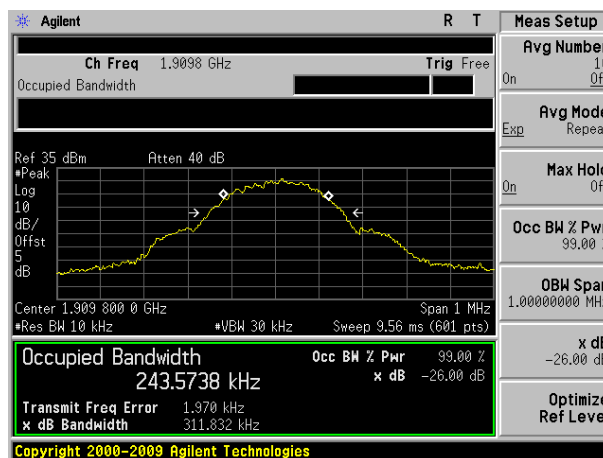 Agilent R T Meas Setup
Ch Freq 1.9098 GHz Trig Free
Occupied Bandwidth
Avg Number
On
Avg Mode
Exp
Ref 35 dBm Atten 40 dB
#Peak
Log
10
dB/
Offst
5
dB
Max Hold
On
Occ BW % Pwr
99.00
OBW Span
1.00000000
Center 1.909 800 0 GHz Span 1 MHz
#Res BW 10 kHz #VBW 30 kHz Sweep 9.56 ms (601 pts)
Occupied Bandwidth Occ BW % Pwr 99.00 %
243.5738 kHz x dB -26.00 dB
Transmit Freq Error 1.970 kHz
x dB Bandwidth 311.832 kHz
x dB
-26.00 dB
Optimize
Ref Level
Copyright 2000-2009 Agilent Technologies